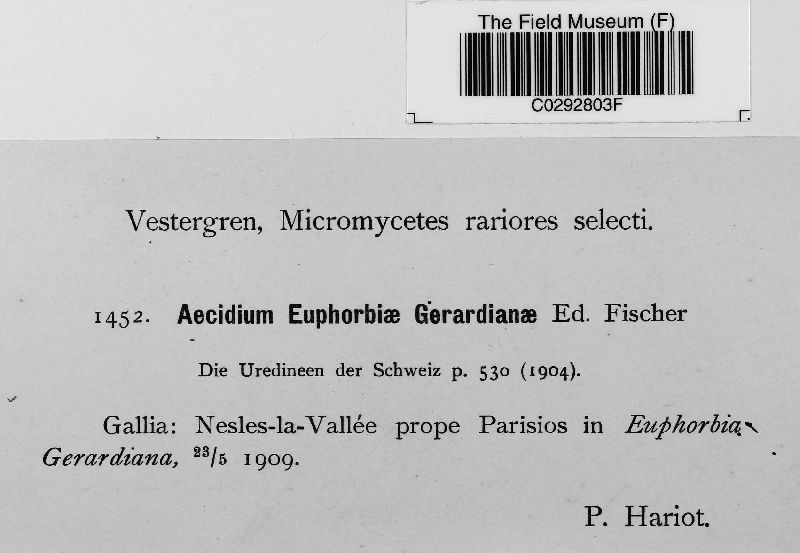 The Field Museum (F)
C0292803F
Vestergren, Micromycetes rariores selecti.
1452. Aecidium Euphorbiæ Gerardianæ Ed. Fischer
Die Uredineen der Schweiz p. 530 (1904).
Gallia: Nesles-la-Vallée prope Parisios in Euphorbia
Gerardiana, 23/5 1909.
P. Hariot.